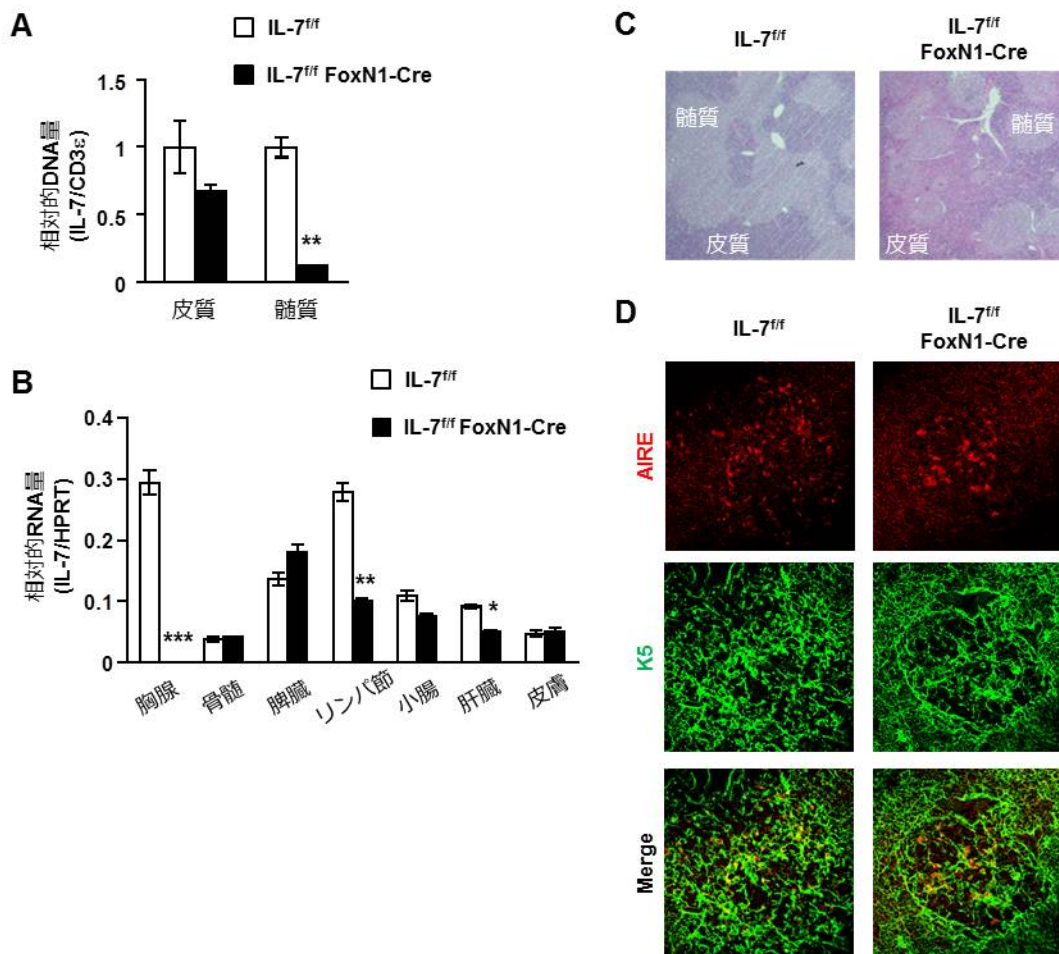 A
IL-7f/f
IL-7f/f FoxN1-Cre
相対的DNA量
(IL-7/CD3ε)
1.5
1
0.5
0
**
皮質
髄質
B
IL-7f/f
IL-7f/f FoxN1-Cre
相対的RNA量
(IL-7/HPRT)
0.4
0.3
0.2
0.1
0
***
**
*
胸腺
骨髄
脾臓
リンパ節
小腸
肝臓
皮膚
C
IL-7f/f
IL-7f/f
FoxN1-Cre
髄質
皮質
髄質
皮質
D
IL-7f/f
IL-7f/f
FoxN1-Cre
AIRE
K5
Merge